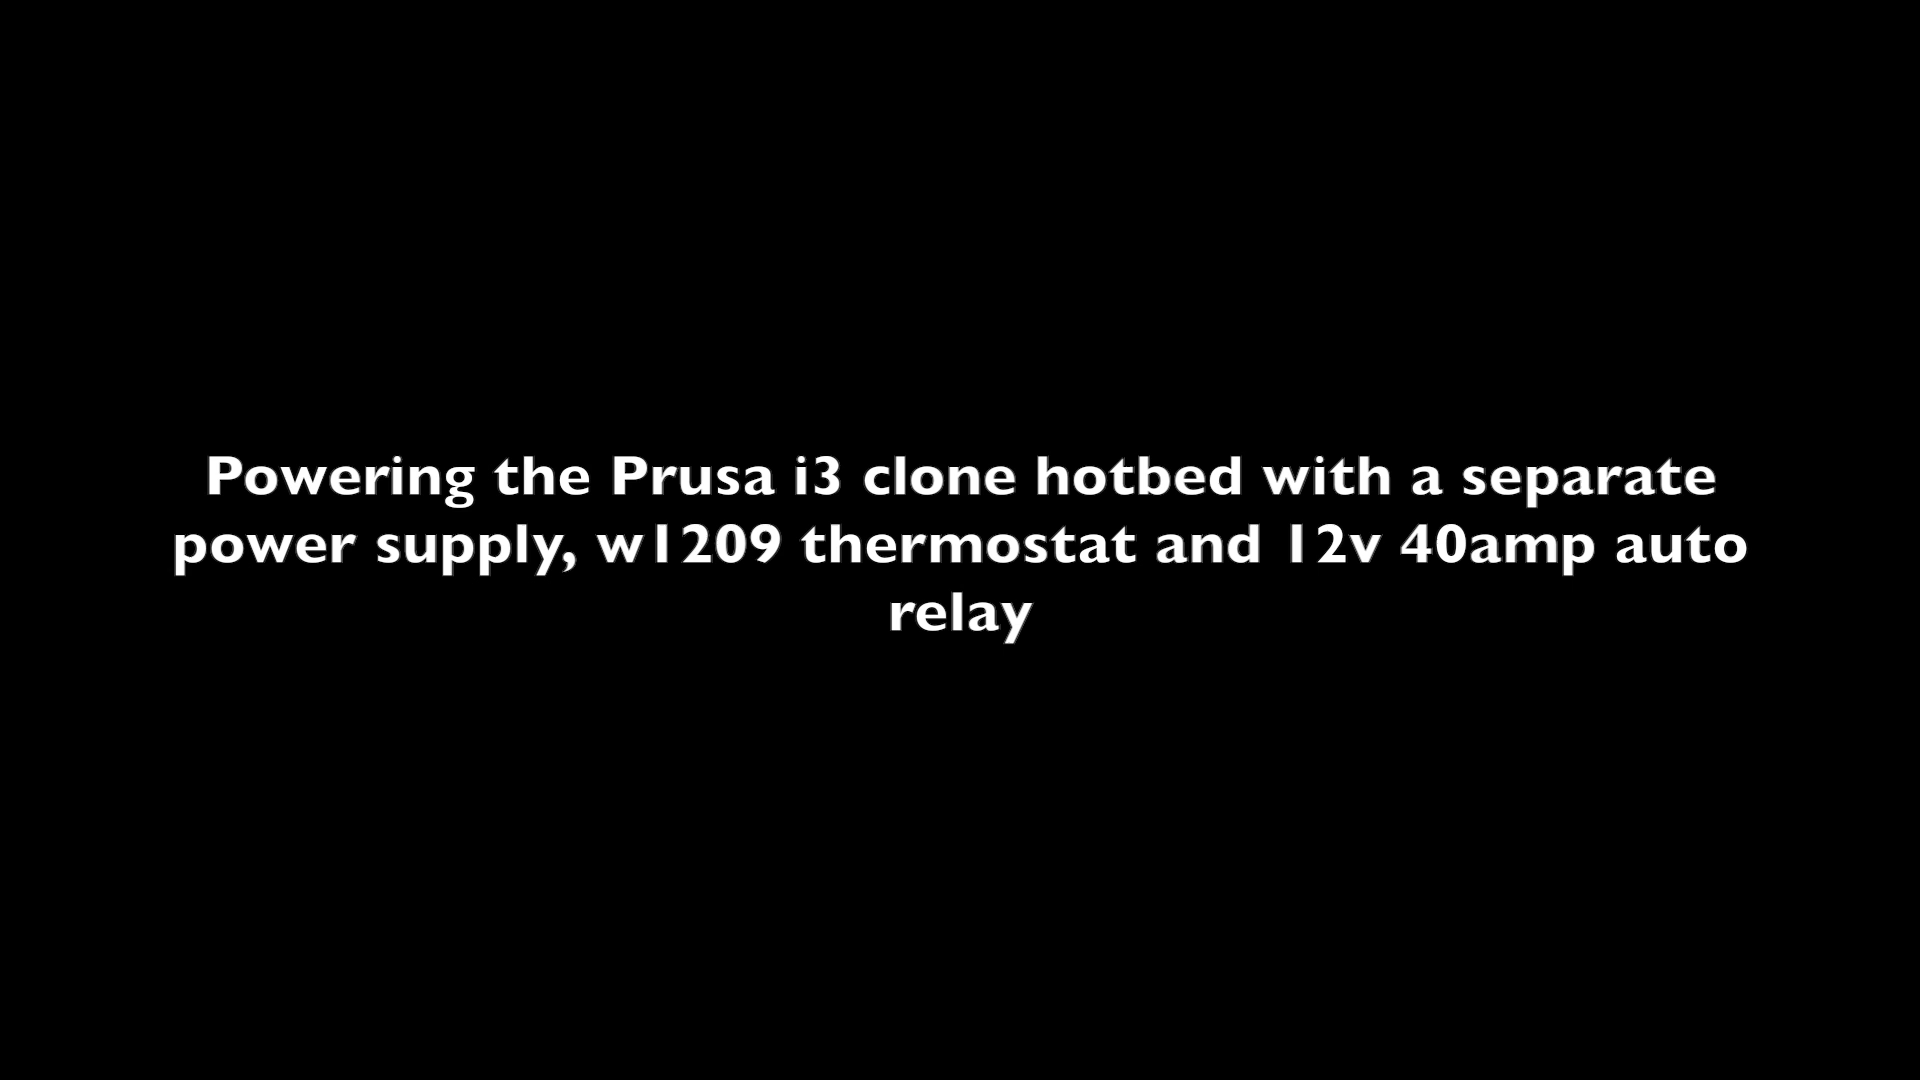 Powering the Prusa i3 clone hotbed with a separate
power supply, w1209 thermostat and 12v 40amp auto
relay